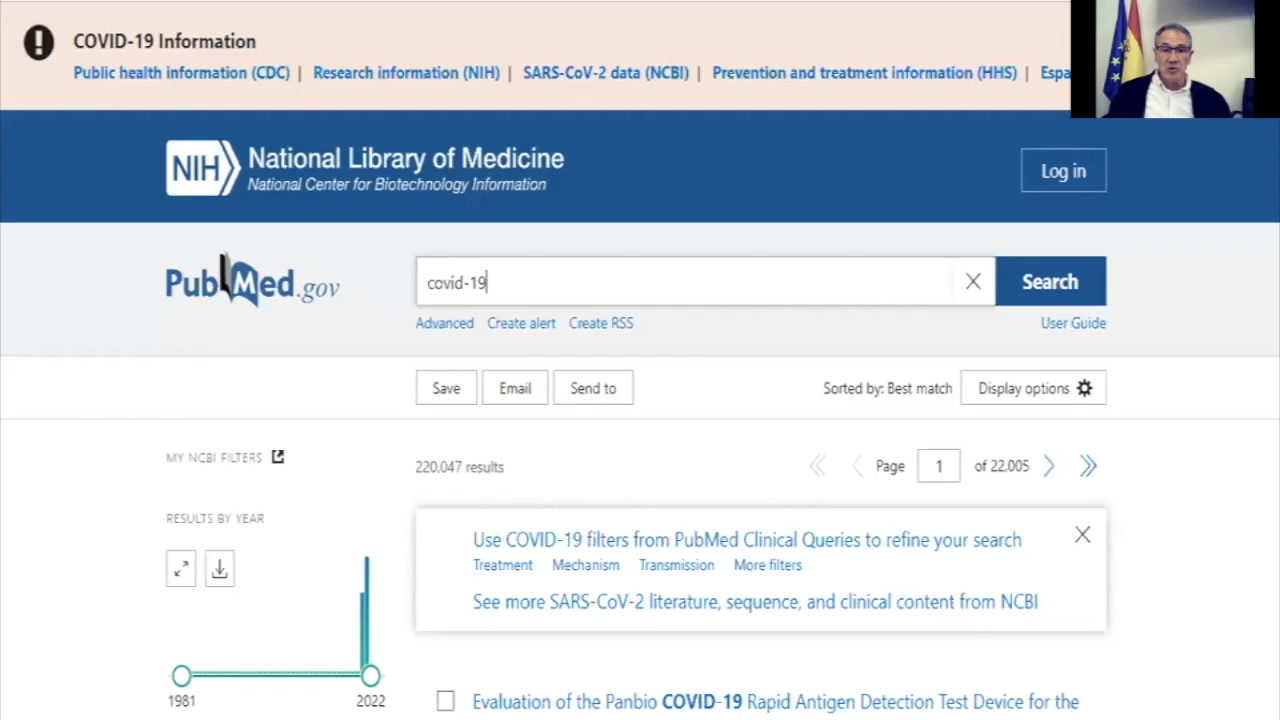 COVID-19 Information
Public health information (CDC) | Research information (NIH) | SARS-CoV-2 data (NCBI) | Prevention and treatment information (HHS) | Espa
NIH National Library of Medicine
National Center for Biotechnology Information
Log in
PubMed.gov
covid-19
Search
Advanced Create alert Create RSS
User Guide
Save Email Send to
Sorted by: Best match Display options
MY NCBI FILTERS
220,047 results
Page 1 of 22,005
RESULTS BY YEAR
Use COVID-19 filters from PubMed Clinical Queries to refine your search
Treatment Mechanism Transmission More filters
See more SARS-CoV-2 literature, sequence, and clinical content from NCBI
1981 2022
Evaluation of the Panbio COVID-19 Rapid Antigen Detection Test Device for the